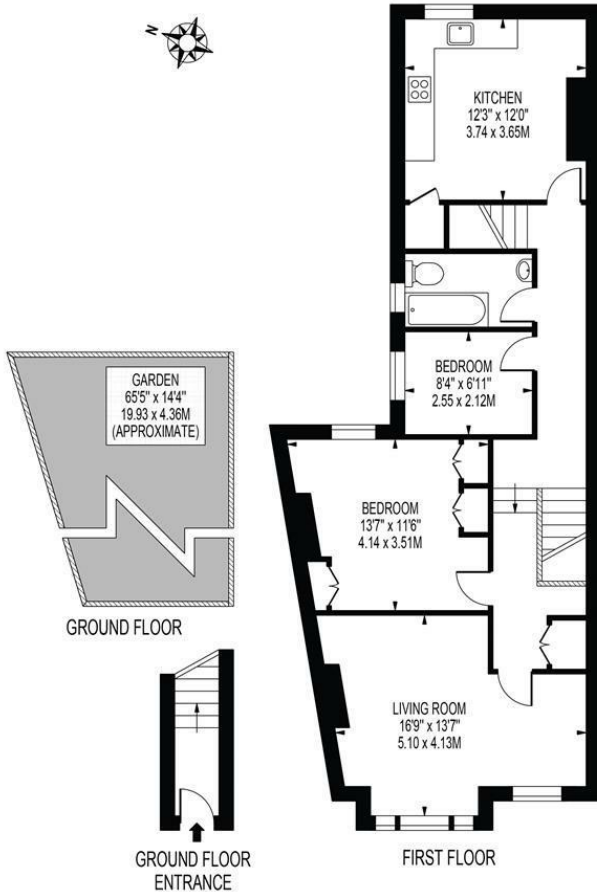 N
KITCHEN
12'3" x 12'0"
3.74 x 3.65M
BEDROOM
8'4" x 6'11"
2.55 x 2.12M
GARDEN
65'5" x 14'4"
19.93 x 4.36M
(APPROXIMATE)
BEDROOM
13'7" x 11'6"
4.14 x 3.51M
GROUND FLOOR
LIVING ROOM
16'9" x 13'7"
5.10 x 4.13M
GROUND FLOOR
ENTRANCE
FIRST FLOOR